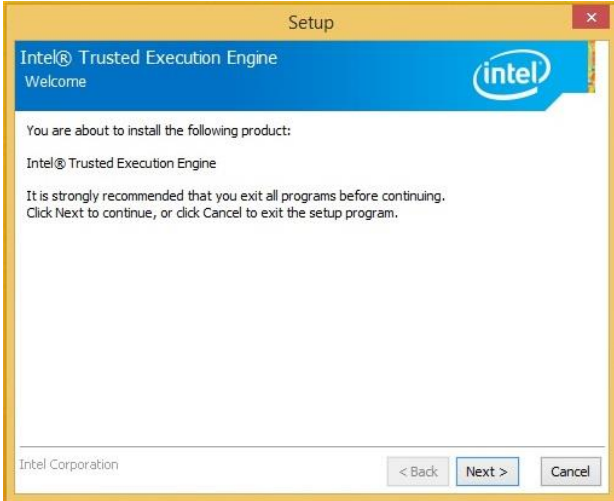 Setup
Intel® Trusted Execution Engine
Welcome
(intel)
You are about to install the following product:
Intel® Trusted Execution Engine
It is strongly recommended that you exit all programs before continuing.
Click Next to continue, or click Cancel to exit the setup program.
Intel Corporation
< Back Next > Cancel